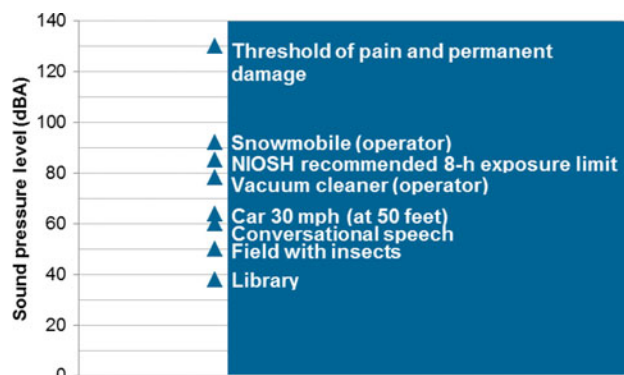 140
120
100
80
60
40
20
0
Sound pressure level (dBA)
Threshold of pain and permanent
damage
Snowmobile (operator)
NIOSH recommended 8-h exposure limit
Vacuum cleaner (operator)
Car 30 mph (at 50 feet)
Conversational speech
Field with insects
Library